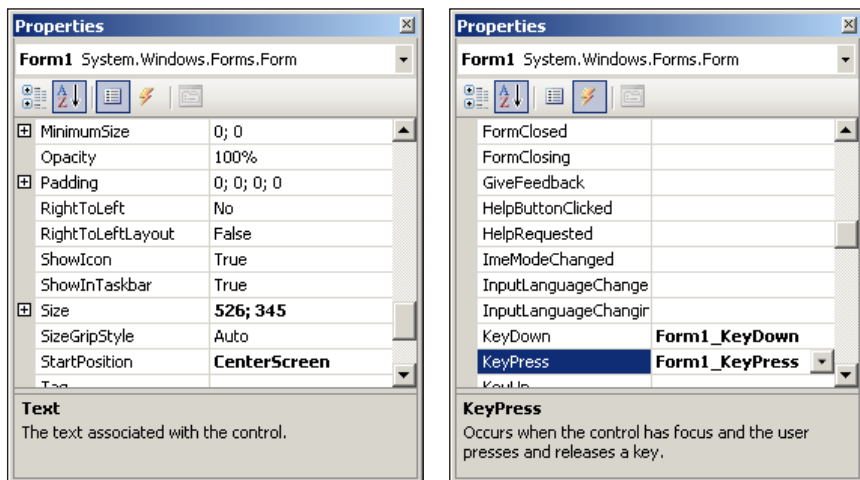 Properties
Form1 System.Windows.Forms.Form
MinimumSize 0; 0
Opacity 100%
Padding 0; 0; 0; 0
RightToLeft No
RightToLeftLayout False
ShowIcon True
ShowInTaskbar True
Size 526; 345
SizeGripStyle Auto
StartPosition CenterScreen
Tag
Text
The text associated with the control.
Properties
Form1 System.Windows.Forms.Form
FormClosed
FormClosing
GiveFeedback
HelpButtonClicked
HelpRequested
ImeModeChanged
InputLanguageChange
InputLanguageChangin
KeyDown Form1_KeyDown
KeyPress Form1_KeyPress
KeyUp
KeyPress
Occurs when the control has focus and the user
presses and releases a key.